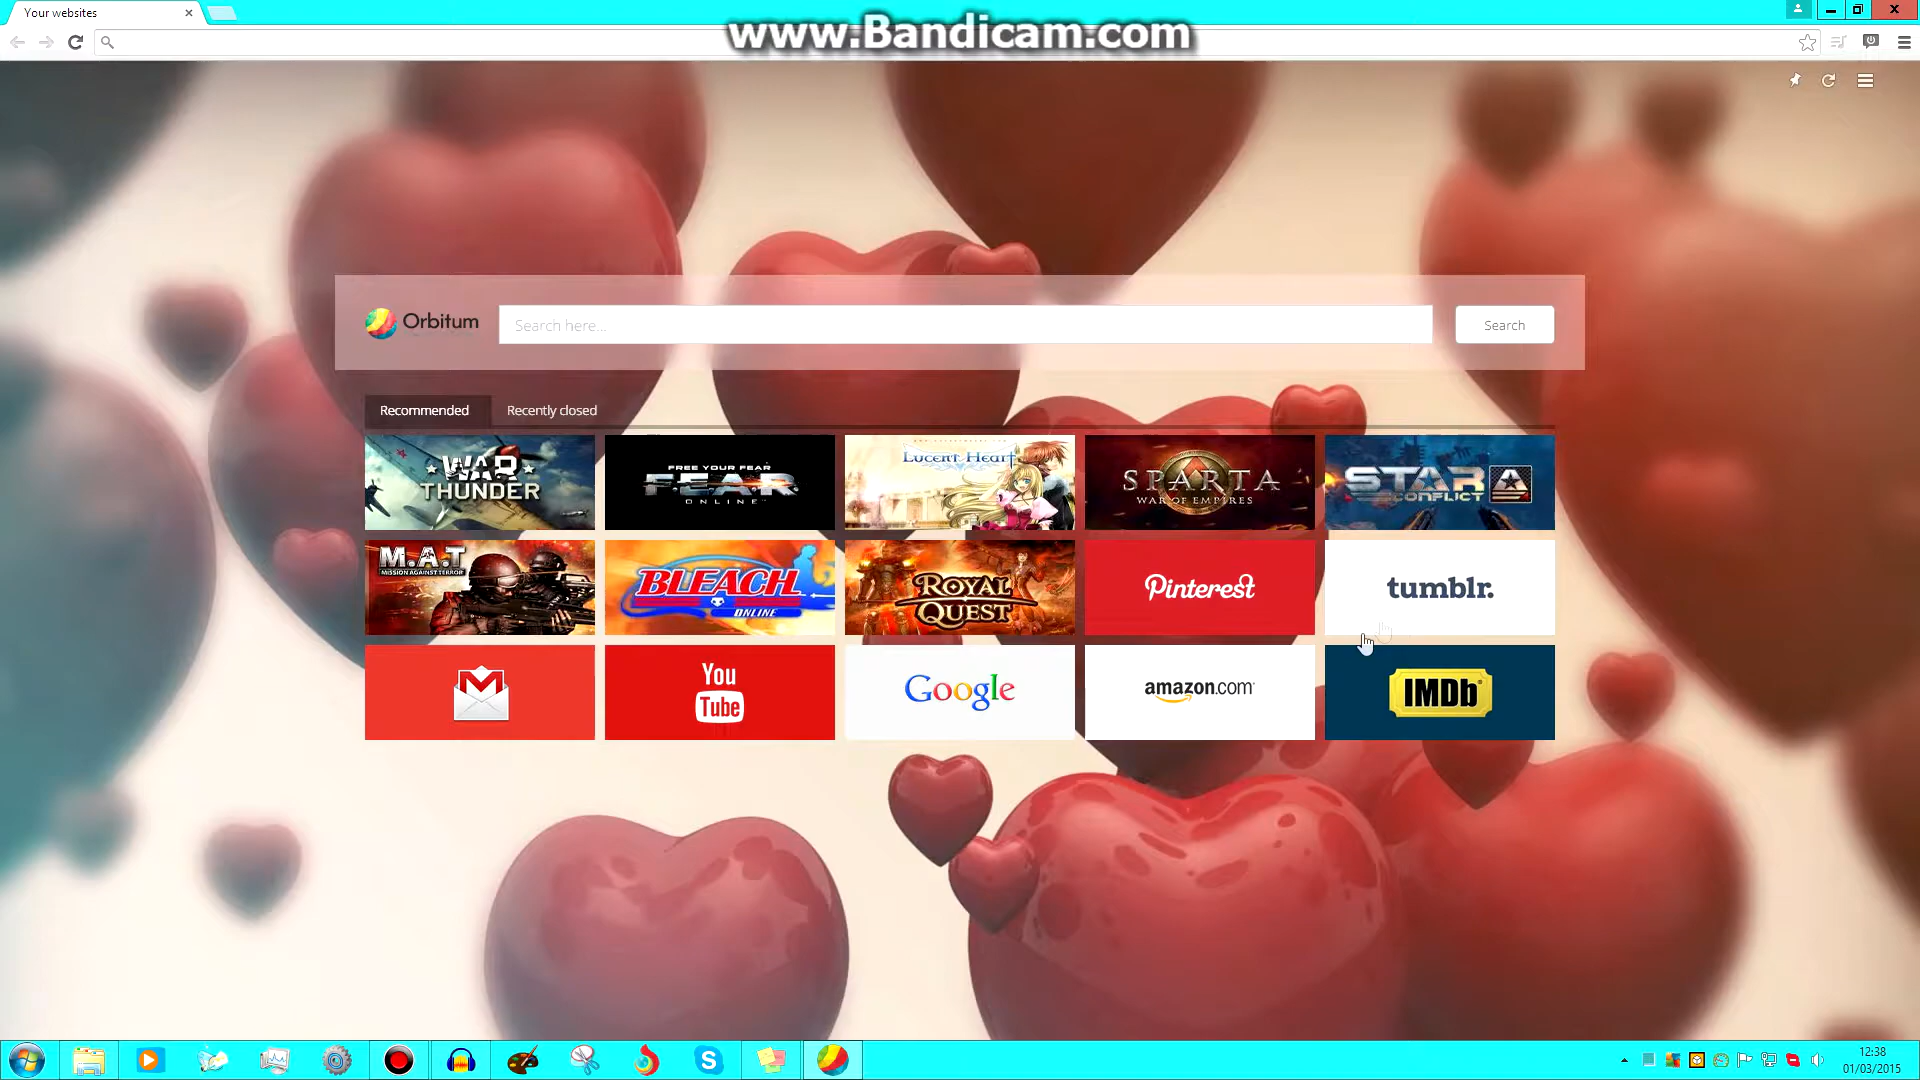 Your websites
www.Bandicam.com
Orbitum
Search here...
Search
Recommended
Recently closed
WAR
THUNDER
FREE YOUR FEAR
F.E.A.R.
ONLINE
LUCENT HEART
SPARTA
WAR OF EMPIRES
STAR
CONFLICT
M.A.T
MISSION AGAINST TERROR
BLEACH
ONLINE
ROYAL
QUEST
Pinterest
tumblr.
You
Tube
Google
amazon.com
IMDb
12:38
01/03/2015